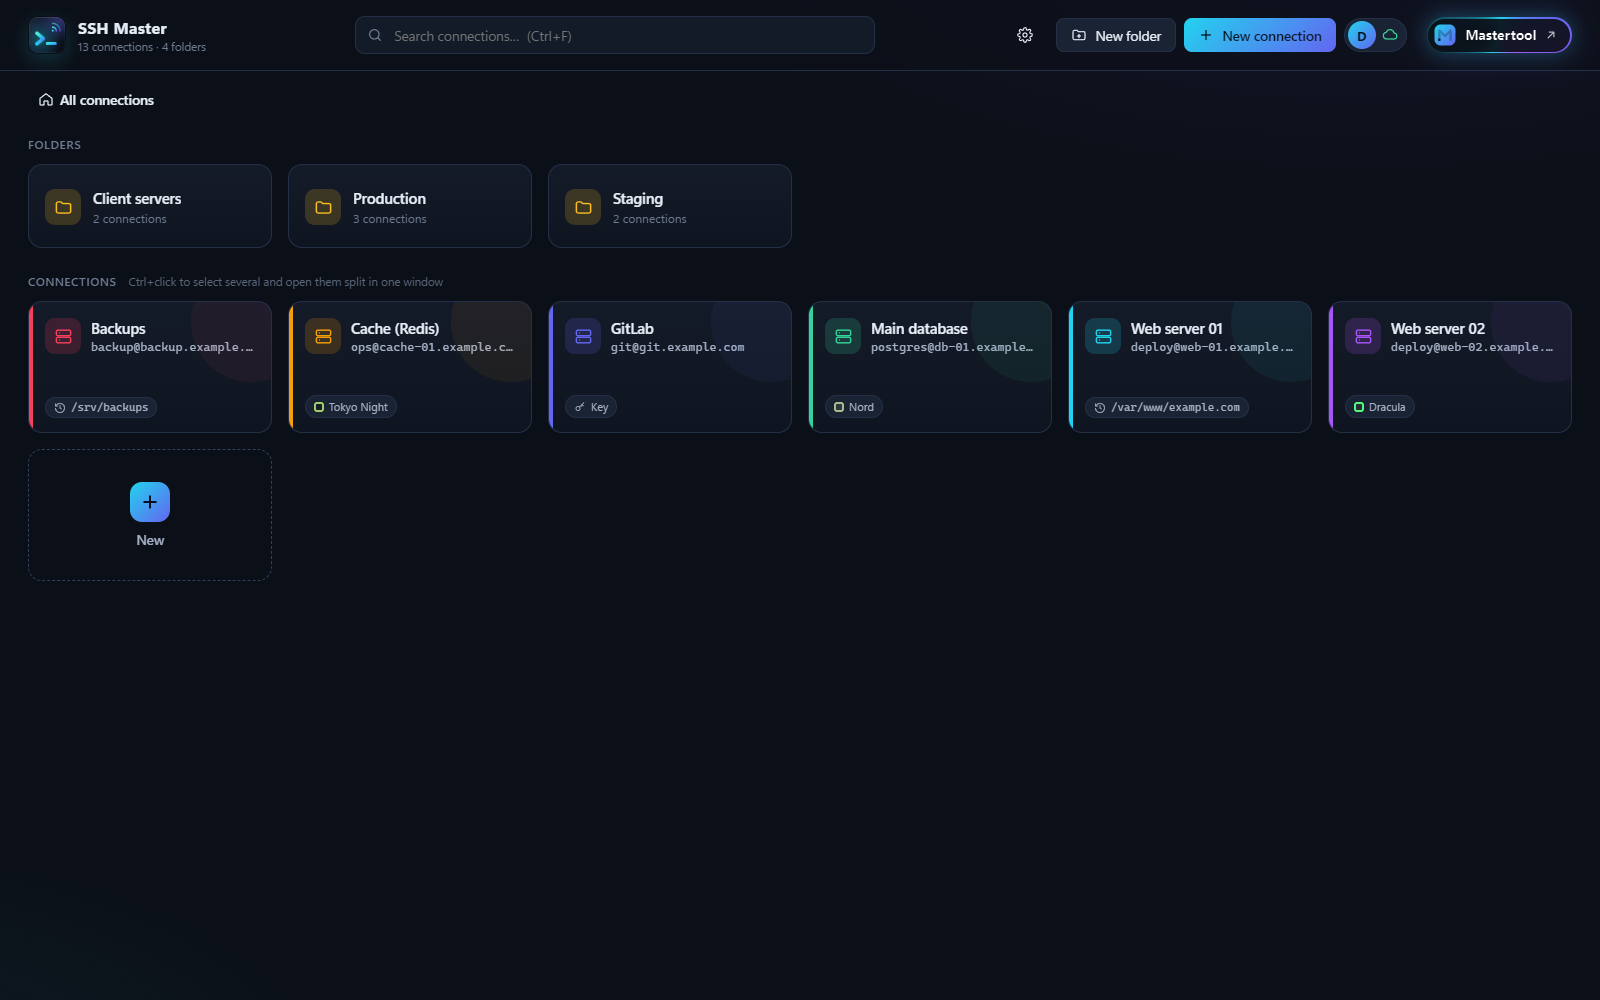 SSH Master
13 connections · 4 folders
Search connections... (Ctrl+F)
New folder
New connection
D
Mastertool
All connections
FOLDERS
Client servers
2 connections
Production
3 connections
Staging
2 connections
CONNECTIONS Ctrl+click to select several and open them split in one window
Backups
backup@backup.example.…
/srv/backups
Cache (Redis)
ops@cache-01.example.c…
Tokyo Night
GitLab
git@git.example.com
Key
Main database
postgres@db-01.example…
Nord
Web server 01
deploy@web-01.example.…
/var/www/example.com
Web server 02
deploy@web-02.example.…
Dracula
New